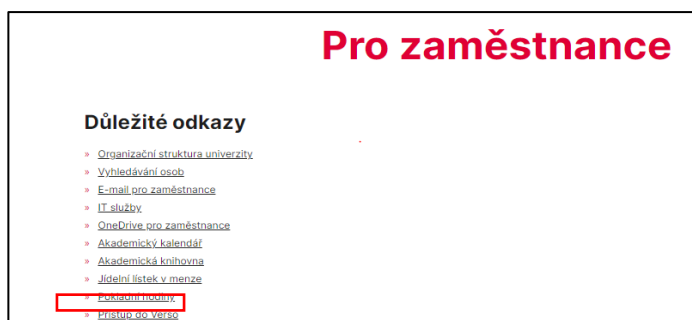 Pro zaměstnance
Důležité odkazy
» Organizační struktura univerzity
» Vyhledávání osob
» E-mail pro zaměstnance
» IT služby
» OneDrive pro zaměstnance
» Akademický kalendář
» Akademická knihovna
» Jídelní lístek v menze
» Pokladní hodiny
» Přístup do Verso